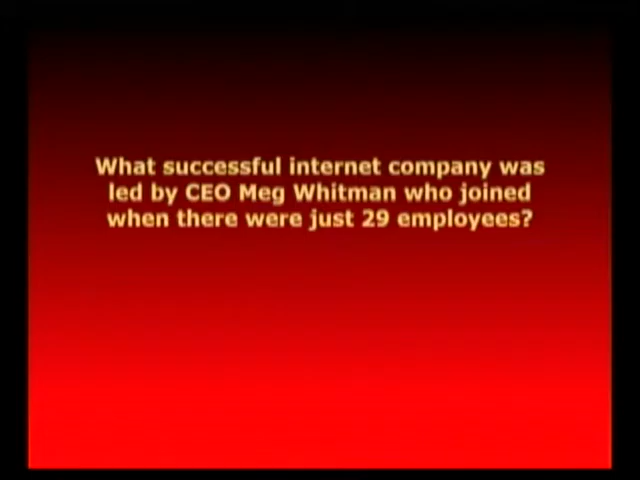 What successful internet company was
led by CEO Meg Whitman who joined
when there were just 29 employees?